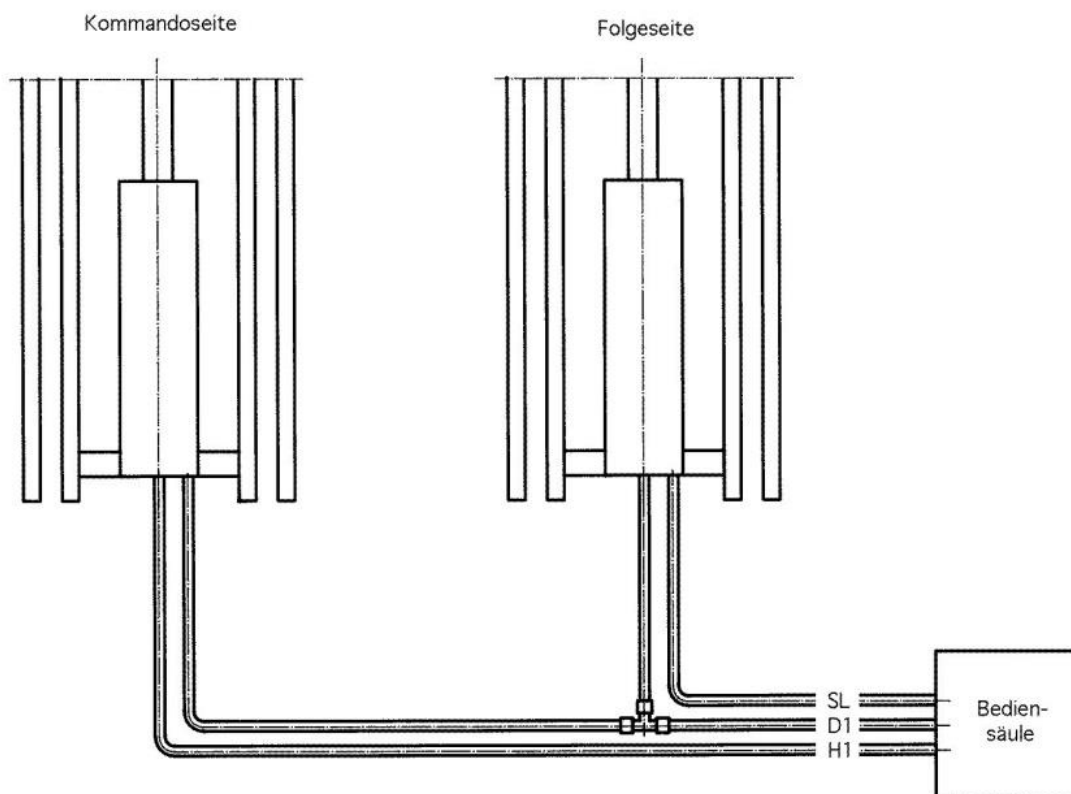 Kommandoseite
Folgeseite
SL
D1
H1
Bedien-
säule